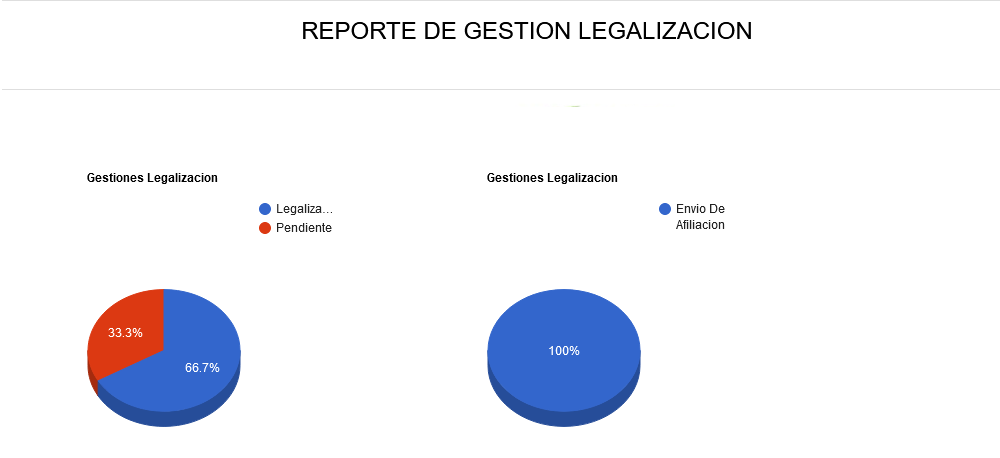 REPORTE DE GESTION LEGALIZACION
Gestiones Legalizacion
Legaliza...
Pendiente
33.3%
66.7%
Gestiones Legalizacion
Envio De
Afiliacion
100%